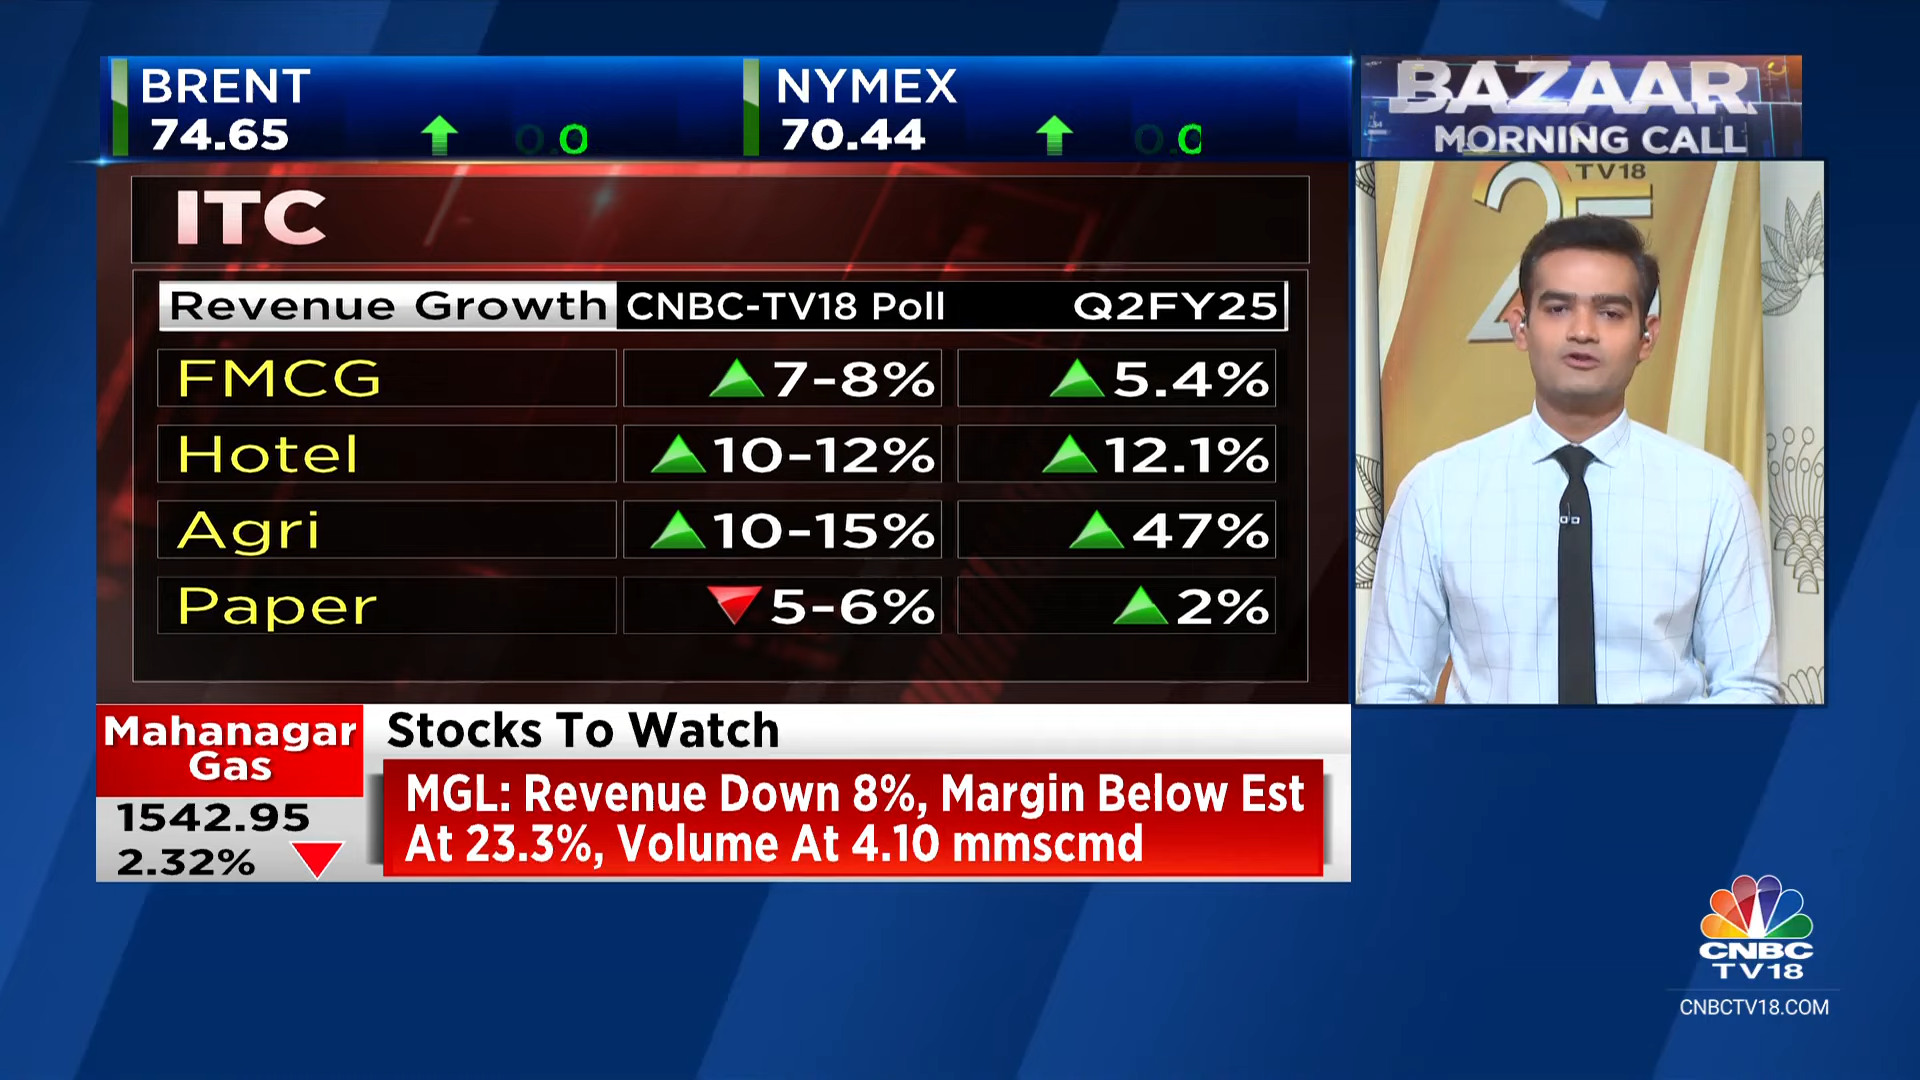 BRENT
74.65
NYMEX
70.44
BAZAAR
MORNING CALL
ITC
Revenue Growth CNBC-TV18 Poll Q2FY25
FMCG 7-8% 5.4%
Hotel 10-12% 12.1%
Agri 10-15% 47%
Paper 5-6% 2%
TV18
25
Mahanagar
Gas
1542.95
2.32%
Stocks To Watch
MGL: Revenue Down 8%, Margin Below Est
At 23.3%, Volume At 4.10 mmscmd
CNBC
TV18
CNBCTV18.COM